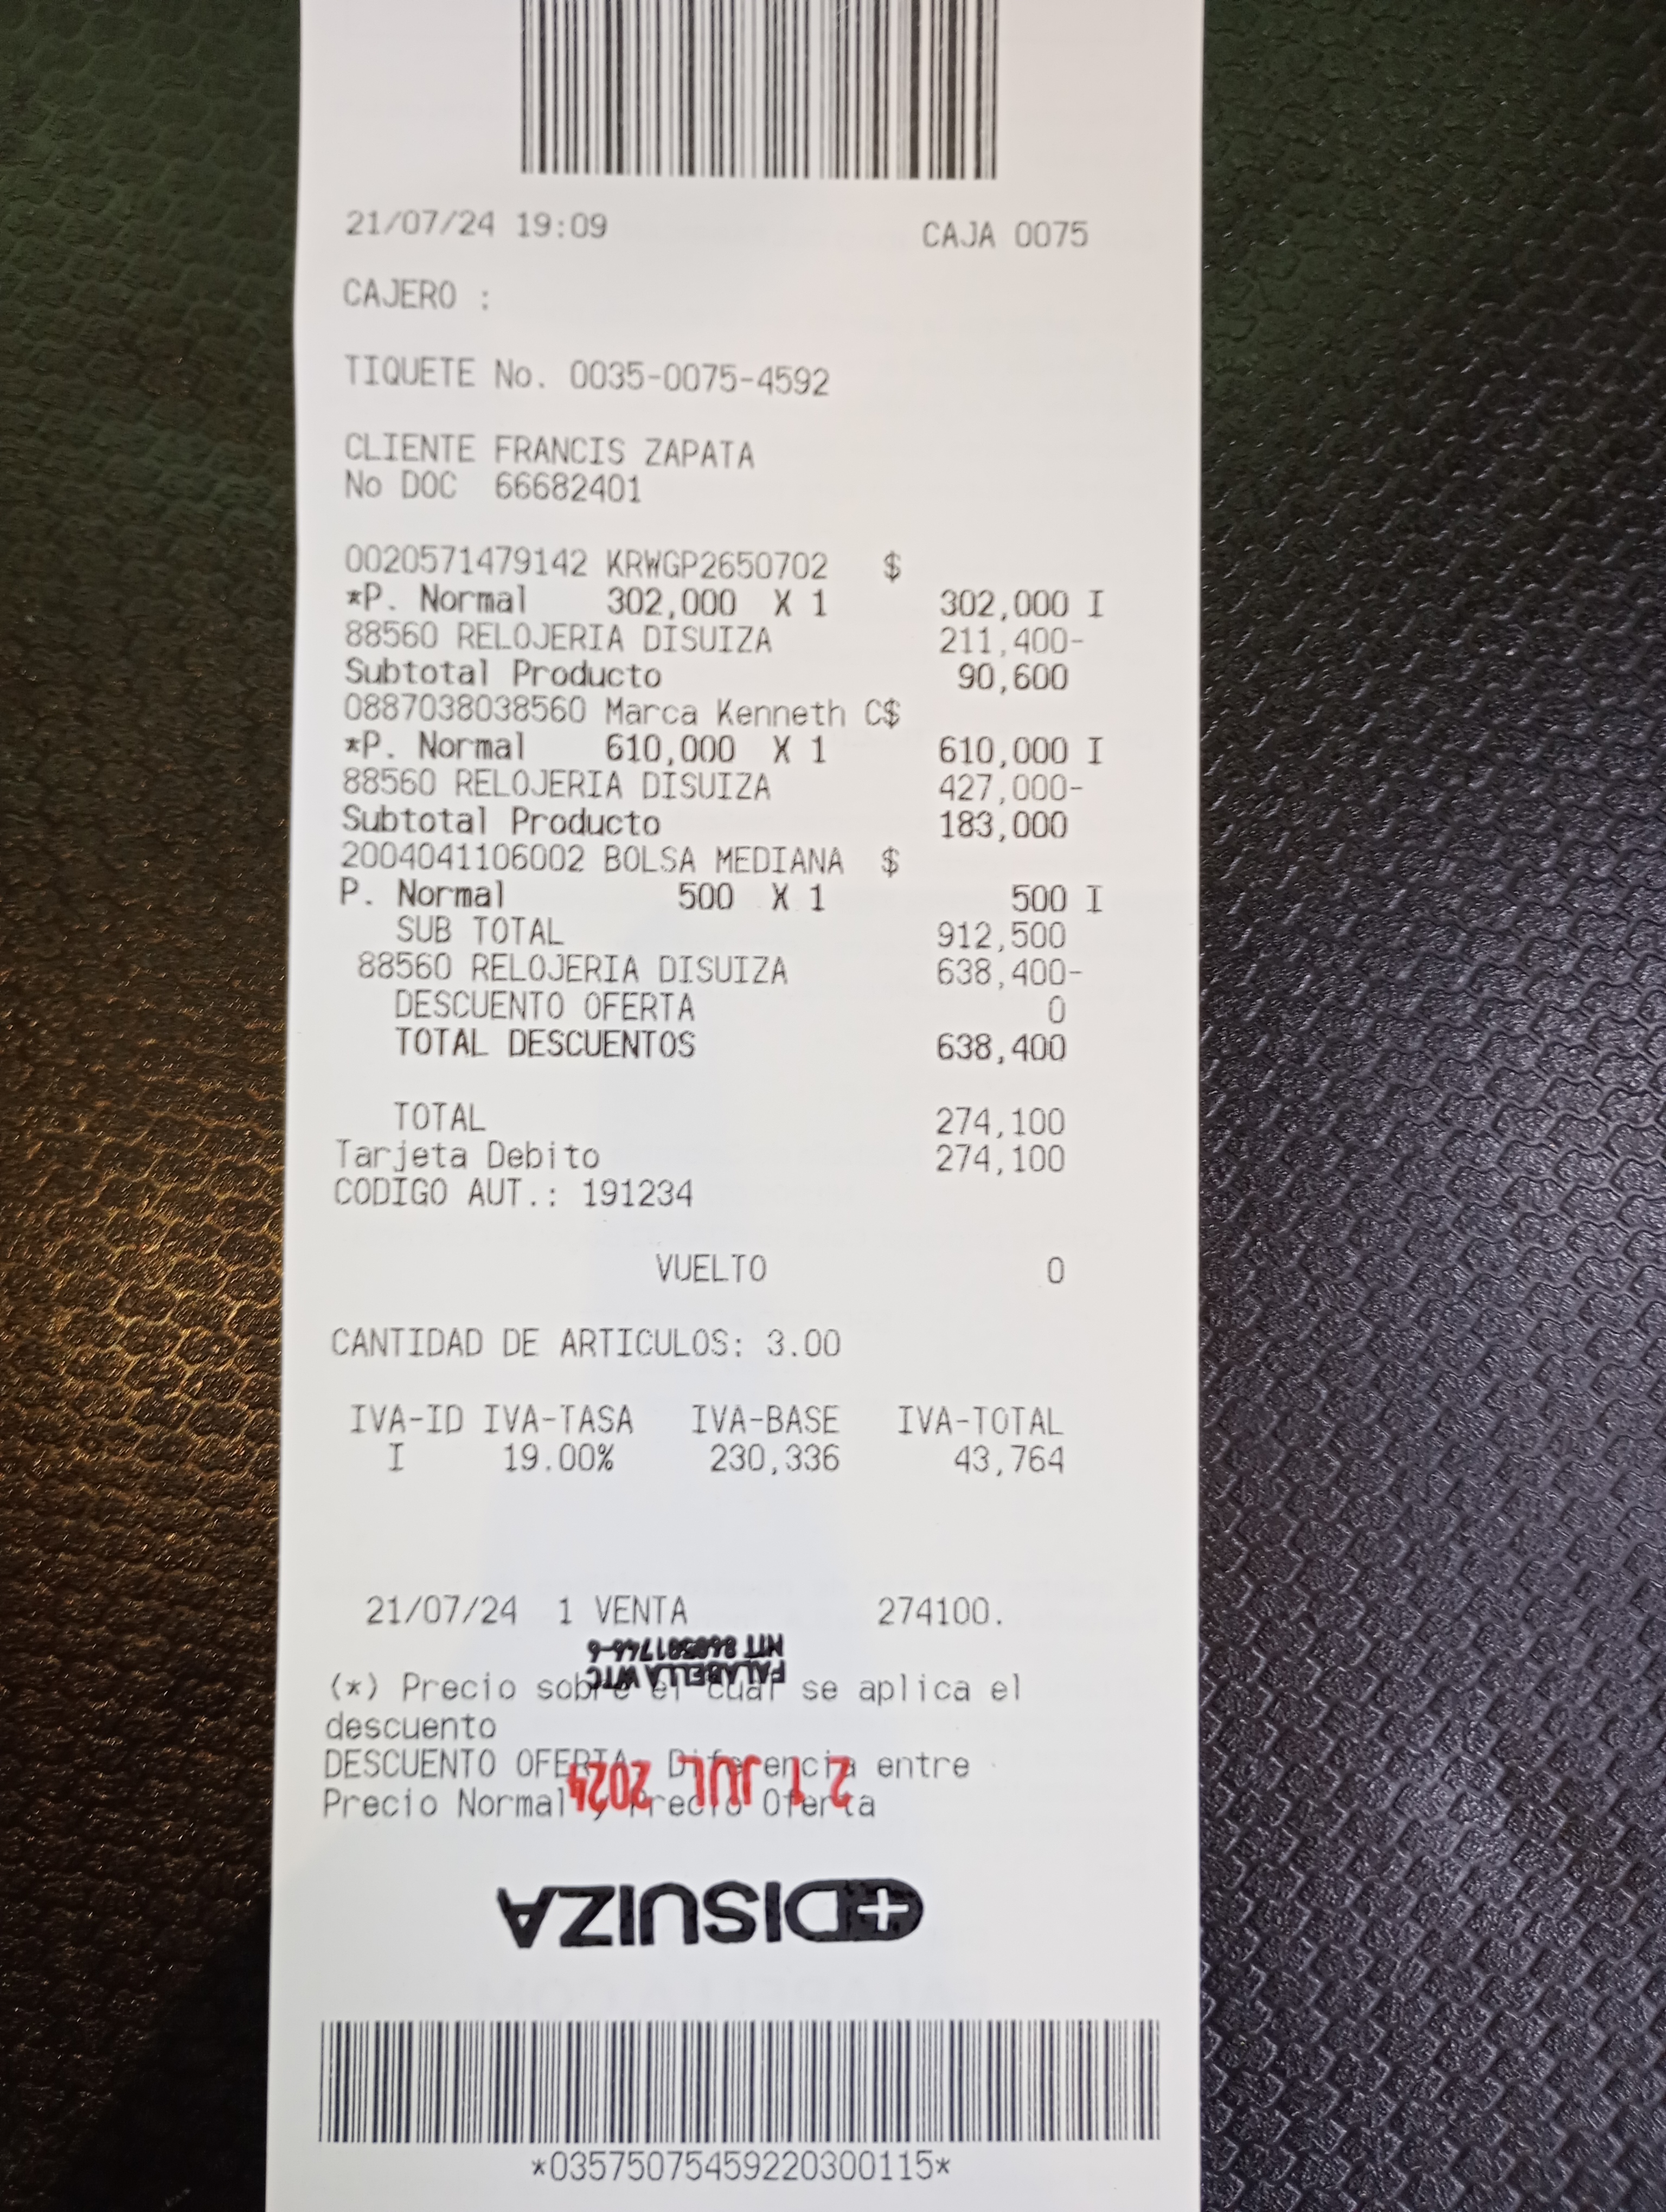 21/07/24 19:09 CAJA 0075
CAJERO :
TIQUETE No. 0035-0075-4592
CLIENTE FRANCIS ZAPATA
No DOC 66682401
0020571479142 KRWGP2650702 $
*P. Normal 302,000 X 1 302,000 I
88560 RELOJERIA DISUIZA 211,400-
Subtotal Producto 90,600
0887038038560 Marca Kenneth C$
*P. Normal 610,000 X 1 610,000 I
88560 RELOJERIA DISUIZA 427,000-
Subtotal Producto 183,000
2004041106002 BOLSA MEDIANA $
P. Normal 500 X 1 500 I
SUB TOTAL 912,500
88560 RELOJERIA DISUIZA 638,400-
DESCUENTO OFERTA 0
TOTAL DESCUENTOS 638,400
TOTAL 274,100
Tarjeta Debito 274,100
CODIGO AUT.: 191234
VUELTO 0
CANTIDAD DE ARTICULOS: 3.00
IVA-ID IVA-TASA IVA-BASE IVA-TOTAL
I 19.00% 230,336 43,764
21/07/24 1 VENTA 274100.
FALABELLA WTC
NIT
(*) Precio sobre el cual se aplica el
descuento
DESCUENTO OFERTA. Diferencia entre
Precio Normal y Precio Oferta
21 JUL 2024
DISUIZA
*03575075459220300115*